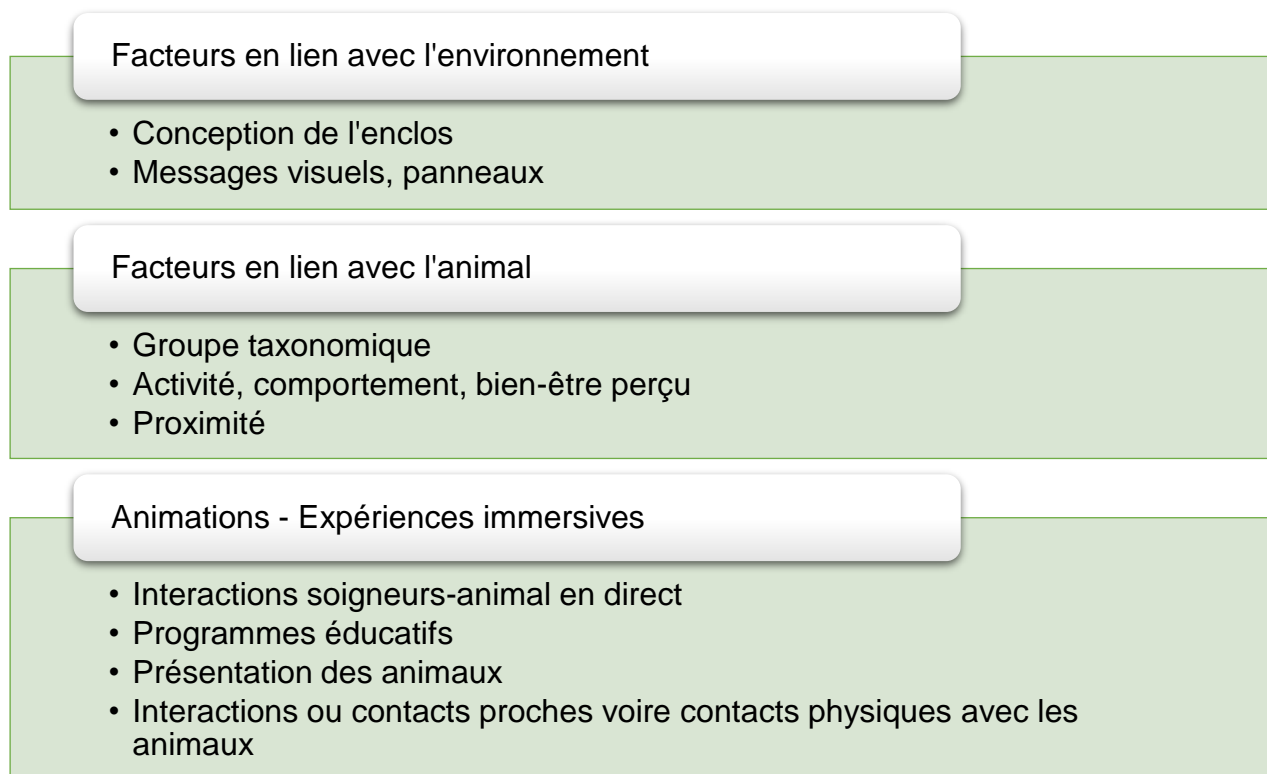 Facteurs en lien avec l'environnement
• Conception de l'enclos
• Messages visuels, panneaux
Facteurs en lien avec l'animal
• Groupe taxonomique
• Activité, comportement, bien-être perçu
• Proximité
Animations - Expériences immersives
• Interactions soigneurs-animal en direct
• Programmes éducatifs
• Présentation des animaux
• Interactions ou contacts proches voire contacts physiques avec les
animaux